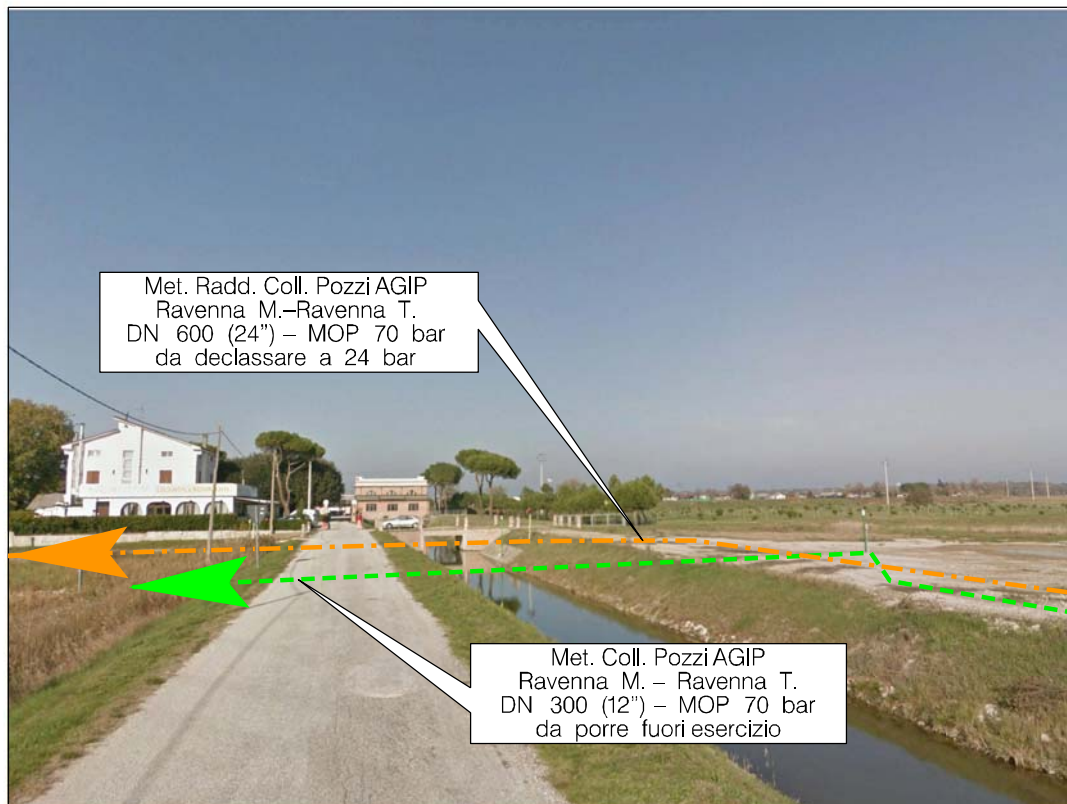 Met. Radd. Coll. Pozzi AGIP
Ravenna M.–Ravenna T.
DN 600 (24") – MOP 70 bar
da declassare a 24 bar
Met. Coll. Pozzi AGIP
Ravenna M. – Ravenna T.
DN 300 (12") – MOP 70 bar
da porre fuori esercizio